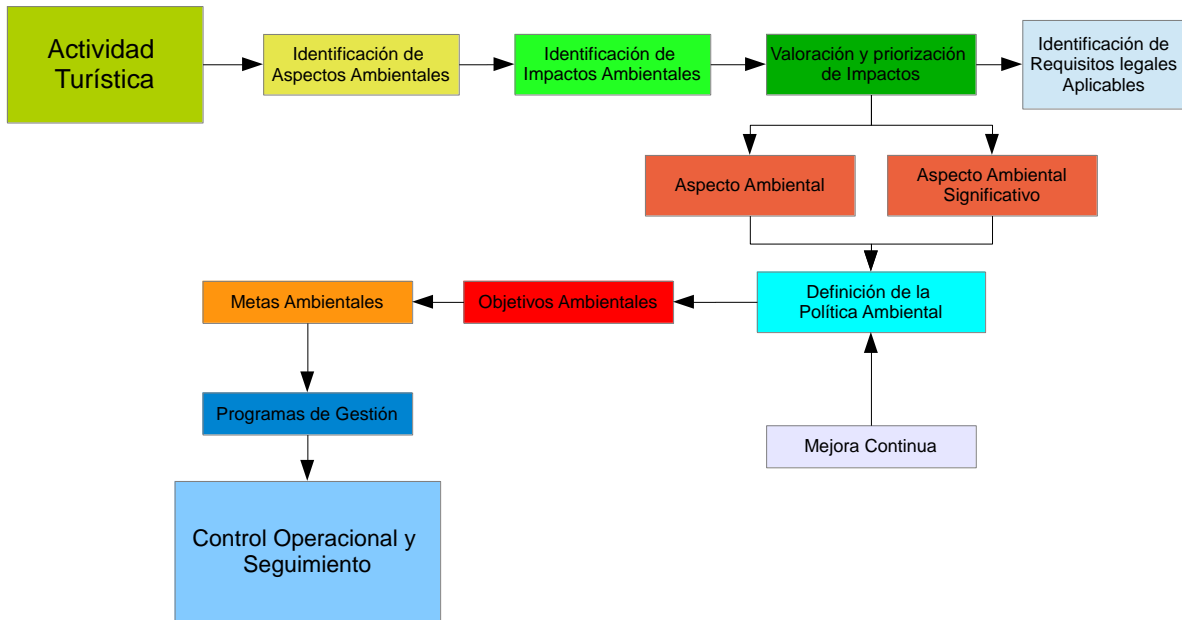 Actividad
Turística
Identificación de
Aspectos Ambientales
Identificación de
Impactos Ambientales
Valoración y priorización
de Impactos
Identificación de
Requisitos legales
Aplicables
Aspecto Ambiental
Aspecto Ambiental
Significativo
Metas Ambientales
Objetivos Ambientales
Definición de la
Política Ambiental
Programas de Gestión
Mejora Continua
Control Operacional y
Seguimiento